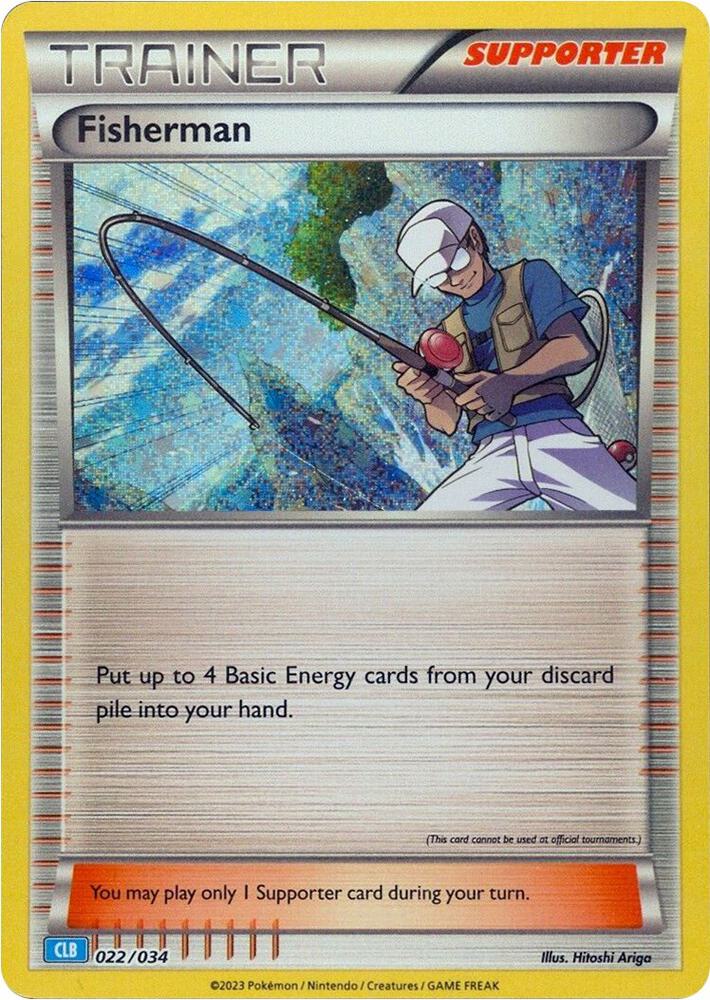 TRAINER
SUPPORTER
Fisherman
Put up to 4 Basic Energy cards from your discard
pile into your hand.
(This card cannot be used at official tournaments.)
You may play only 1 Supporter card during your turn.
CLB 022/034
Illus. Hitoshi Ariga
©2023 Pokémon / Nintendo / Creatures / GAME FREAK